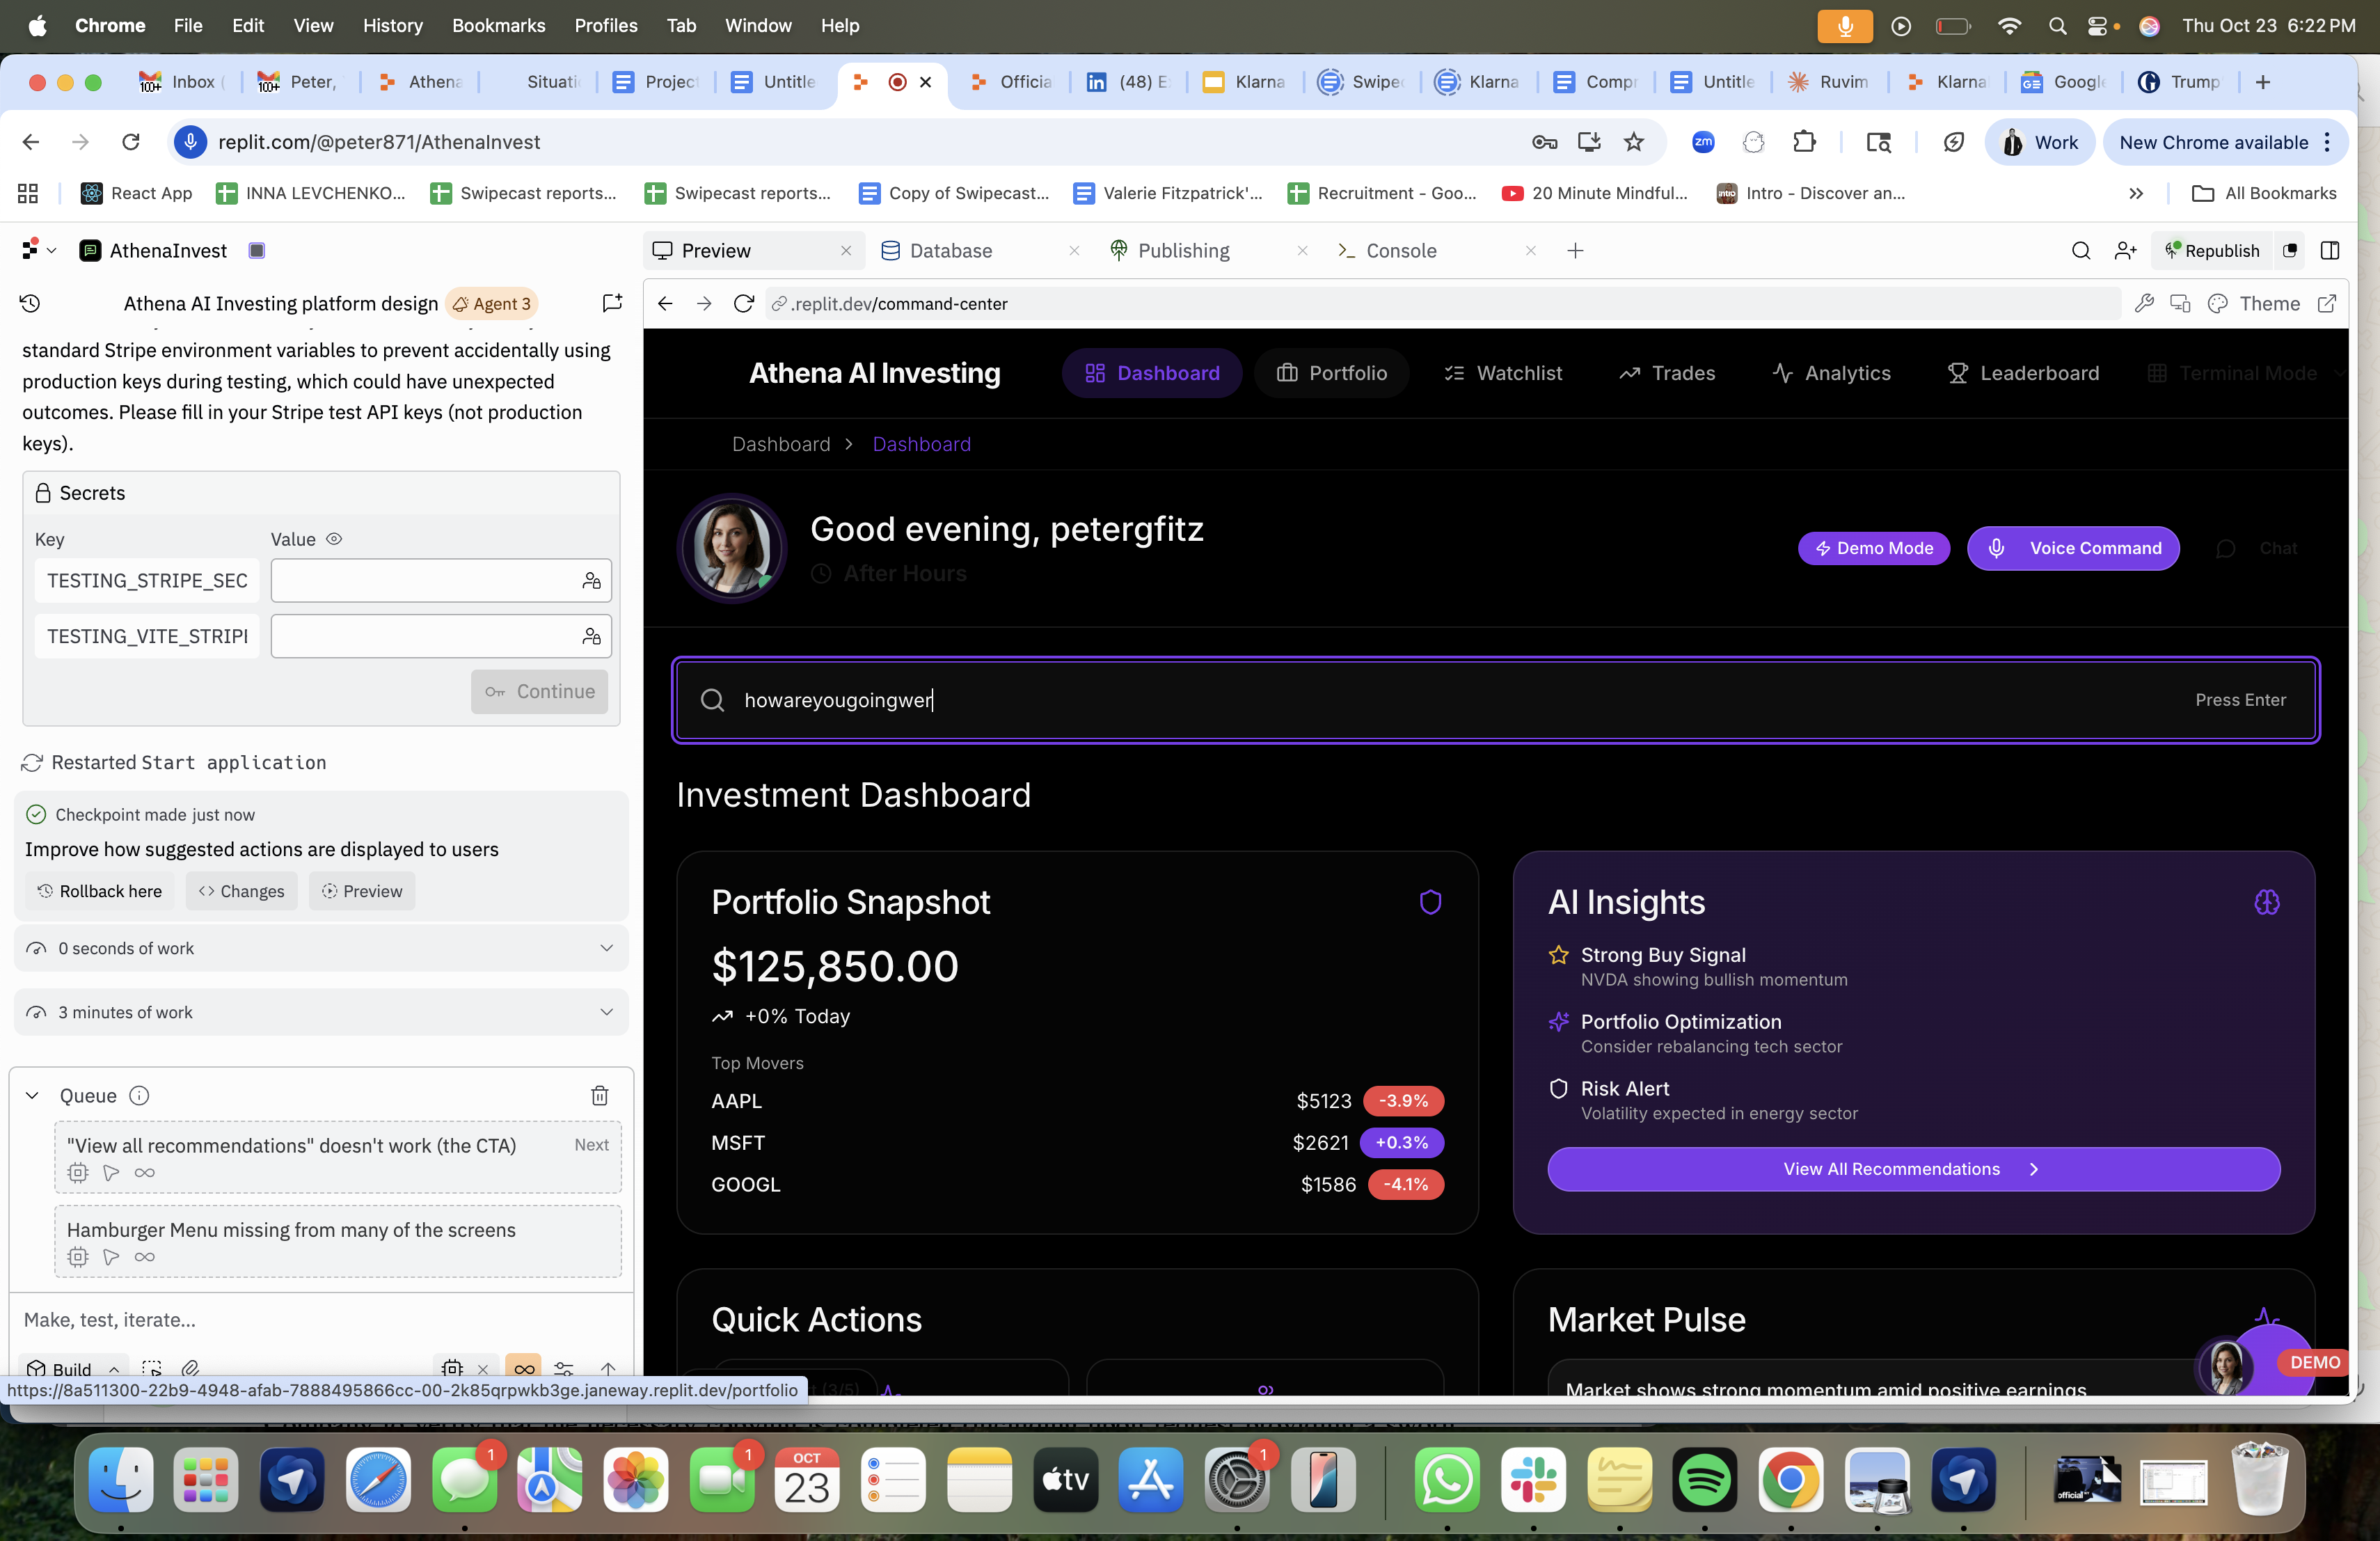 Chrome File Edit View History Bookmarks Profiles Tab Window Help
Thu Oct 23 6:22 PM
Inbox (
Peter,
Athena
Situati
Project
Untitle
Officia
(48) E
Klarna
Swipec
Klarna
Compr
Untitle
Ruvim
Klarna
Google
Trump
replit.com/@peter871/AthenaInvest
Work
New Chrome available
React App
INNA LEVCHENKO...
Swipecast reports...
Swipecast reports...
Copy of Swipecast...
Valerie Fitzpatrick'...
Recruitment - Goo...
20 Minute Mindful...
Intro - Discover an...
All Bookmarks
AthenaInvest
Preview
Database
Publishing
Console
Republish
Athena AI Investing platform design
Agent 3
.replit.dev/command-center
Theme
standard Stripe environment variables to prevent accidentally using
production keys during testing, which could have unexpected
outcomes. Please fill in your Stripe test API keys (not production
keys).
Secrets
Key Value
TESTING_STRIPE_SEC
TESTING_VITE_STRIPE
Continue
Restarted Start application
Checkpoint made just now
Improve how suggested actions are displayed to users
Rollback here
Changes
Preview
0 seconds of work
3 minutes of work
Queue
"View all recommendations" doesn't work (the CTA)
Next
Hamburger Menu missing from many of the screens
Make, test, iterate...
Build
https://8a511300-22b9-4948-afab-7888495866cc-00-2k85qrpwkb3ge.janeway.replit.dev/portfolio
Athena AI Investing
Dashboard
Portfolio
Watchlist
Trades
Analytics
Leaderboard
Terminal Mode
Dashboard > Dashboard
Good evening, petergfitz
After Hours
Demo Mode
Voice Command
Chat
howareyougoingwer
Press Enter
Investment Dashboard
Portfolio Snapshot
$125,850.00
+0% Today
Top Movers
AAPL $5123 -3.9%
MSFT $2621 +0.3%
GOOGL $1586 -4.1%
AI Insights
Strong Buy Signal
NVDA showing bullish momentum
Portfolio Optimization
Consider rebalancing tech sector
Risk Alert
Volatility expected in energy sector
View All Recommendations
Quick Actions
(3/5)
Market Pulse
Market shows strong momentum amid positive earnings
DEMO
1
1
OCT
23
tv
1
official